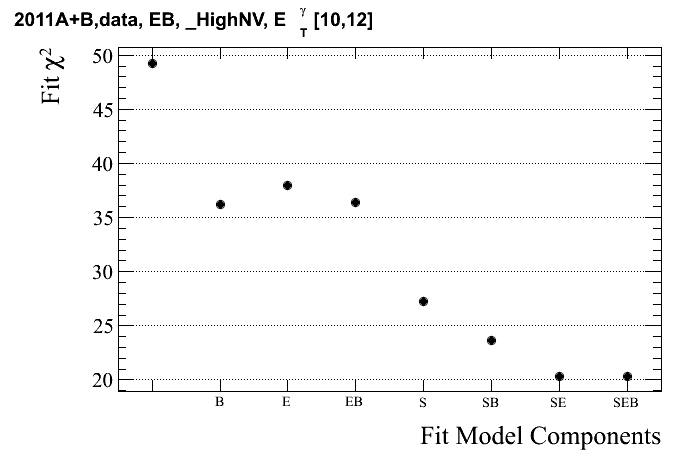 2011A+B,data, EB, _HighNV, E γ T [10,12]
Fit χ²
50
45
40
35
30
25
20
B E EB S SB SE SEB
Fit Model Components